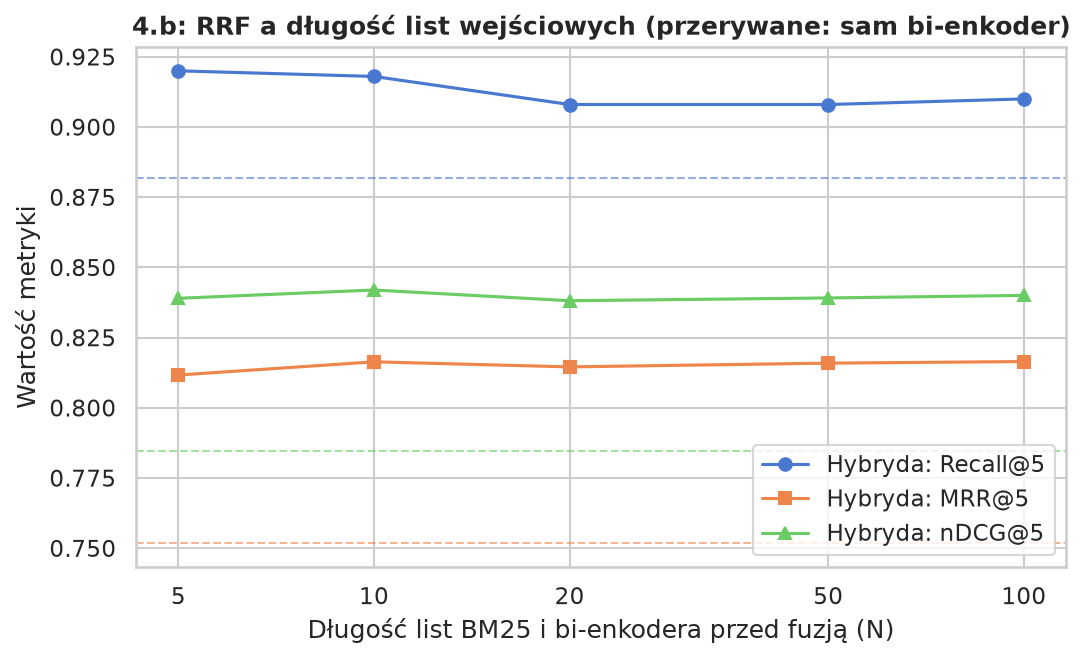 4.b: RRF a długość list wejściowych (przerywane: sam bi-enkoder)
Wartość metryki
0.925
0.900
0.875
0.850
0.825
0.800
0.775
0.750
Hybryda: Recall@5
Hybryda: MRR@5
Hybryda: nDCG@5
5 10 20 50 100
Długość list BM25 i bi-enkodera przed fuzją (N)